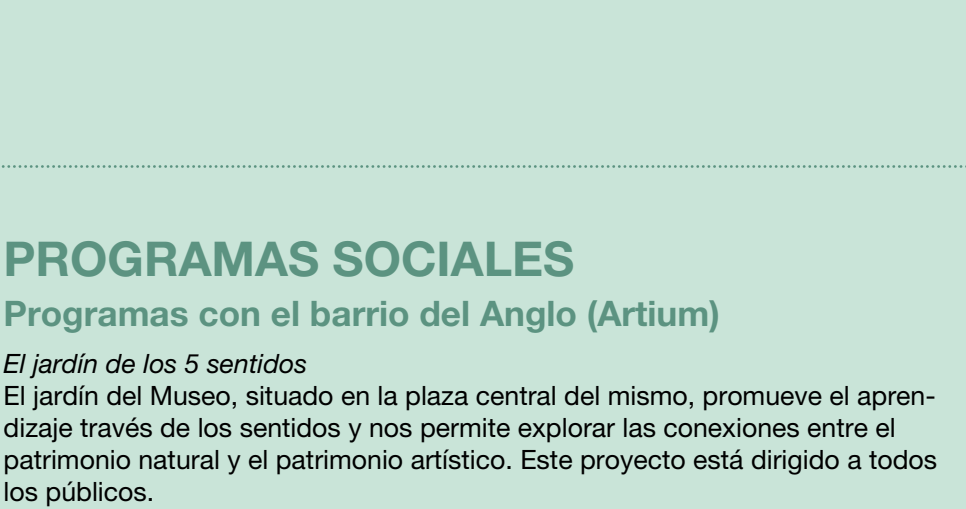 PROGRAMAS SOCIALES
Programas con el barrio del Anglo (Artium)
El jardín de los 5 sentidos
El jardín del Museo, situado en la plaza central del mismo, promueve el apren-
dizaje través de los sentidos y nos permite explorar las conexiones entre el
patrimonio natural y el patrimonio artístico. Este proyecto está dirigido a todos
los públicos.